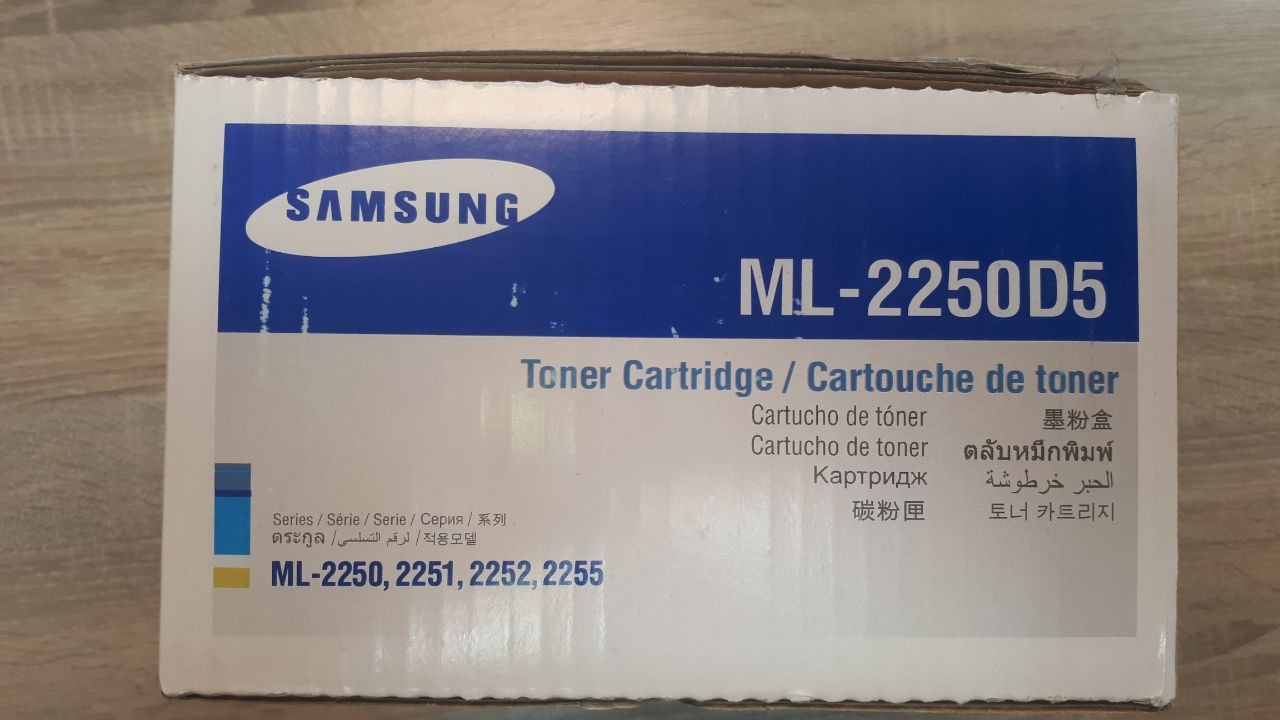 SAMSUNG
ML-2250D5
Toner Cartridge / Cartouche de toner
Cartucho de tóner 墨粉盒
Cartucho de toner ตลับหมึกพิมพ์
Картридж الحبر خرطوشة
碳粉匣 토너 카트리지
Series / Série / Serie / Серия / 系列
ตระกูล / لرقم التسلسي / 적용모델
ML-2250, 2251, 2252, 2255